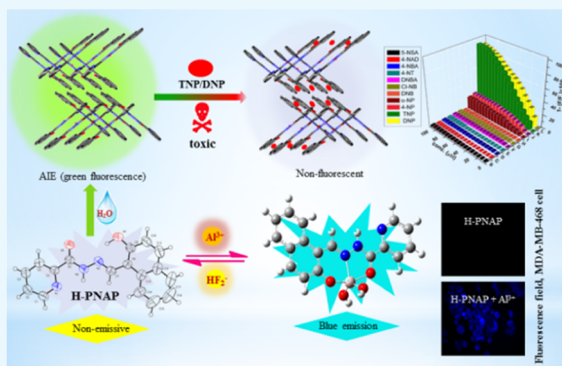 TNP/DNP
toxic
AIE (green fluorescence)
Non-fluorescent
5-NSA
4-NAD
4-NBA
4-NT
DNBA
Cl-NB
DNB
o-NP
4-NP
TNP
DNP
H₂O
H-PNAP
Non-emissive
Al³⁺
HF₂⁻
Blue emission
H-PNAP
H-PNAP + Al³⁺
Fluorescence field, MDA-MB-468 cell